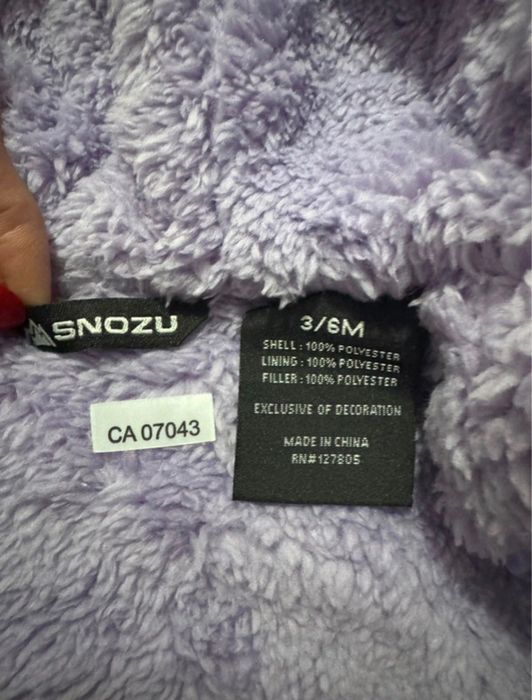 SNOZU
3/6M
SHELL : 100% POLYESTER
LINING : 100% POLYESTER
FILLER : 100% POLYESTER
EXCLUSIVE OF DECORATION
MADE IN CHINA
RN#127805
CA 07043